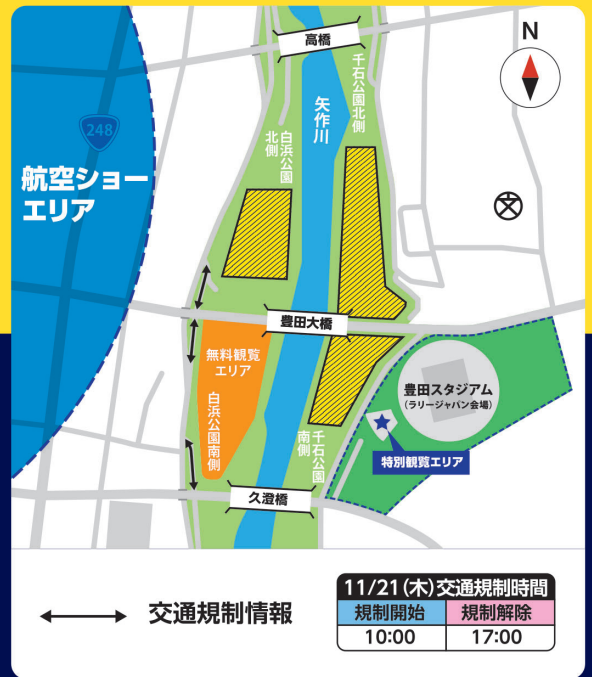 高橋
N
千石公園北側
矢作川
白浜公園
北側
248
航空ショー
エリア
豊田大橋
無料観覧
エリア
白浜公園南側
豊田スタジアム
(ラリージャパン会場)
特別観覧エリア
千石公園
南側
久澄橋
交通規制情報
11/21(木)交通規制時間
規制開始
規制解除
10:00
17:00